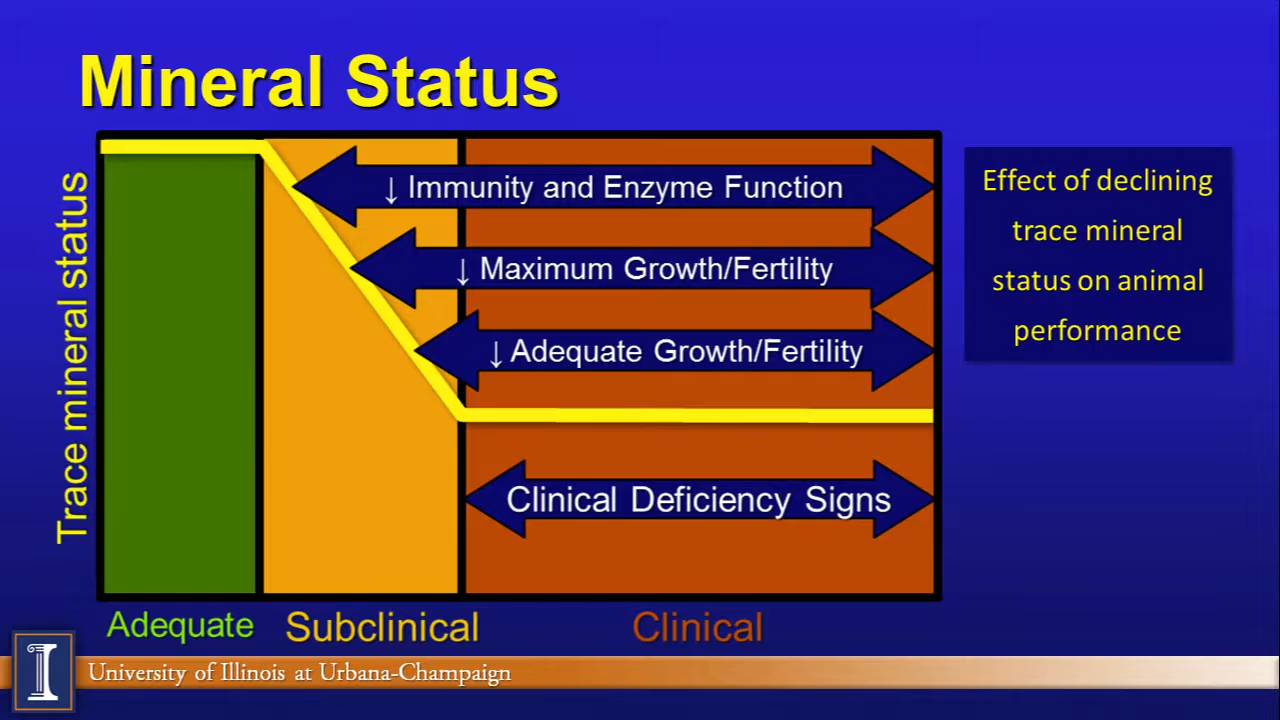 Mineral Status
Trace mineral status
↓ Immunity and Enzyme Function
↓ Maximum Growth/Fertility
↓ Adequate Growth/Fertility
Clinical Deficiency Signs
Adequate
Subclinical
Clinical
Effect of declining
trace mineral
status on animal
performance
I
University of Illinois at Urbana-Champaign